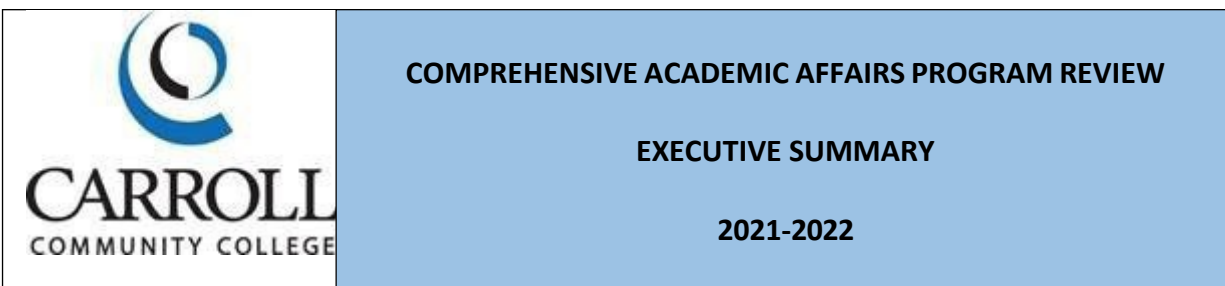 CARROLL
COMMUNITY COLLEGE
COMPREHENSIVE ACADEMIC AFFAIRS PROGRAM REVIEW
EXECUTIVE SUMMARY
2021-2022